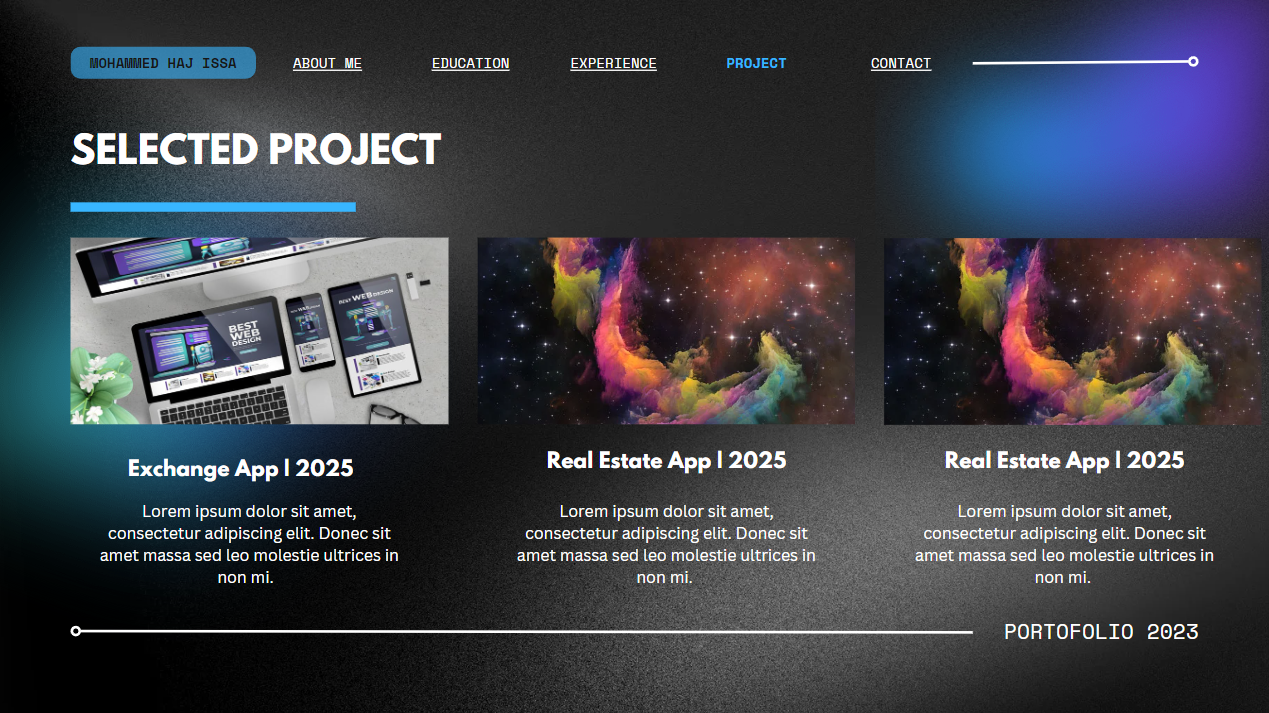 MOHAMMED HAJ ISSA
ABOUT ME
EDUCATION
EXPERIENCE
PROJECT
CONTACT
SELECTED PROJECT
BEST
WEB
DESIGN
BEST WEB DESIGN
Exchange App | 2025
Lorem ipsum dolor sit amet,
consectetur adipiscing elit. Donec sit
amet massa sed leo molestie ultrices in
non mi.
Real Estate App | 2025
Lorem ipsum dolor sit amet,
consectetur adipiscing elit. Donec sit
amet massa sed leo molestie ultrices in
non mi.
Real Estate App | 2025
Lorem ipsum dolor sit amet,
consectetur adipiscing elit. Donec sit
amet massa sed leo molestie ultrices in
non mi.
PORTOFOLIO 2023